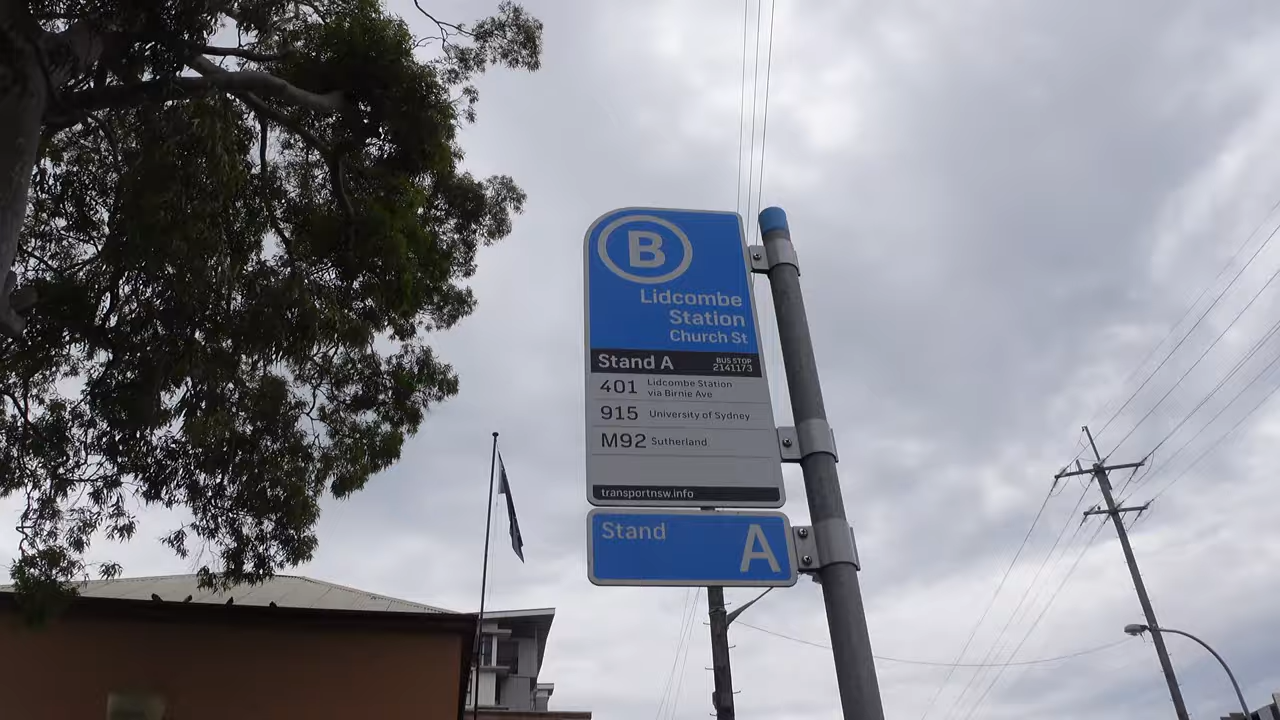 B
Lidcombe
Station
Church St
Stand A
BUS STOP
2141173
401 Lidcombe Station
via Birnie Ave
915 University of Sydney
M92 Sutherland
transportnsw.info
Stand A